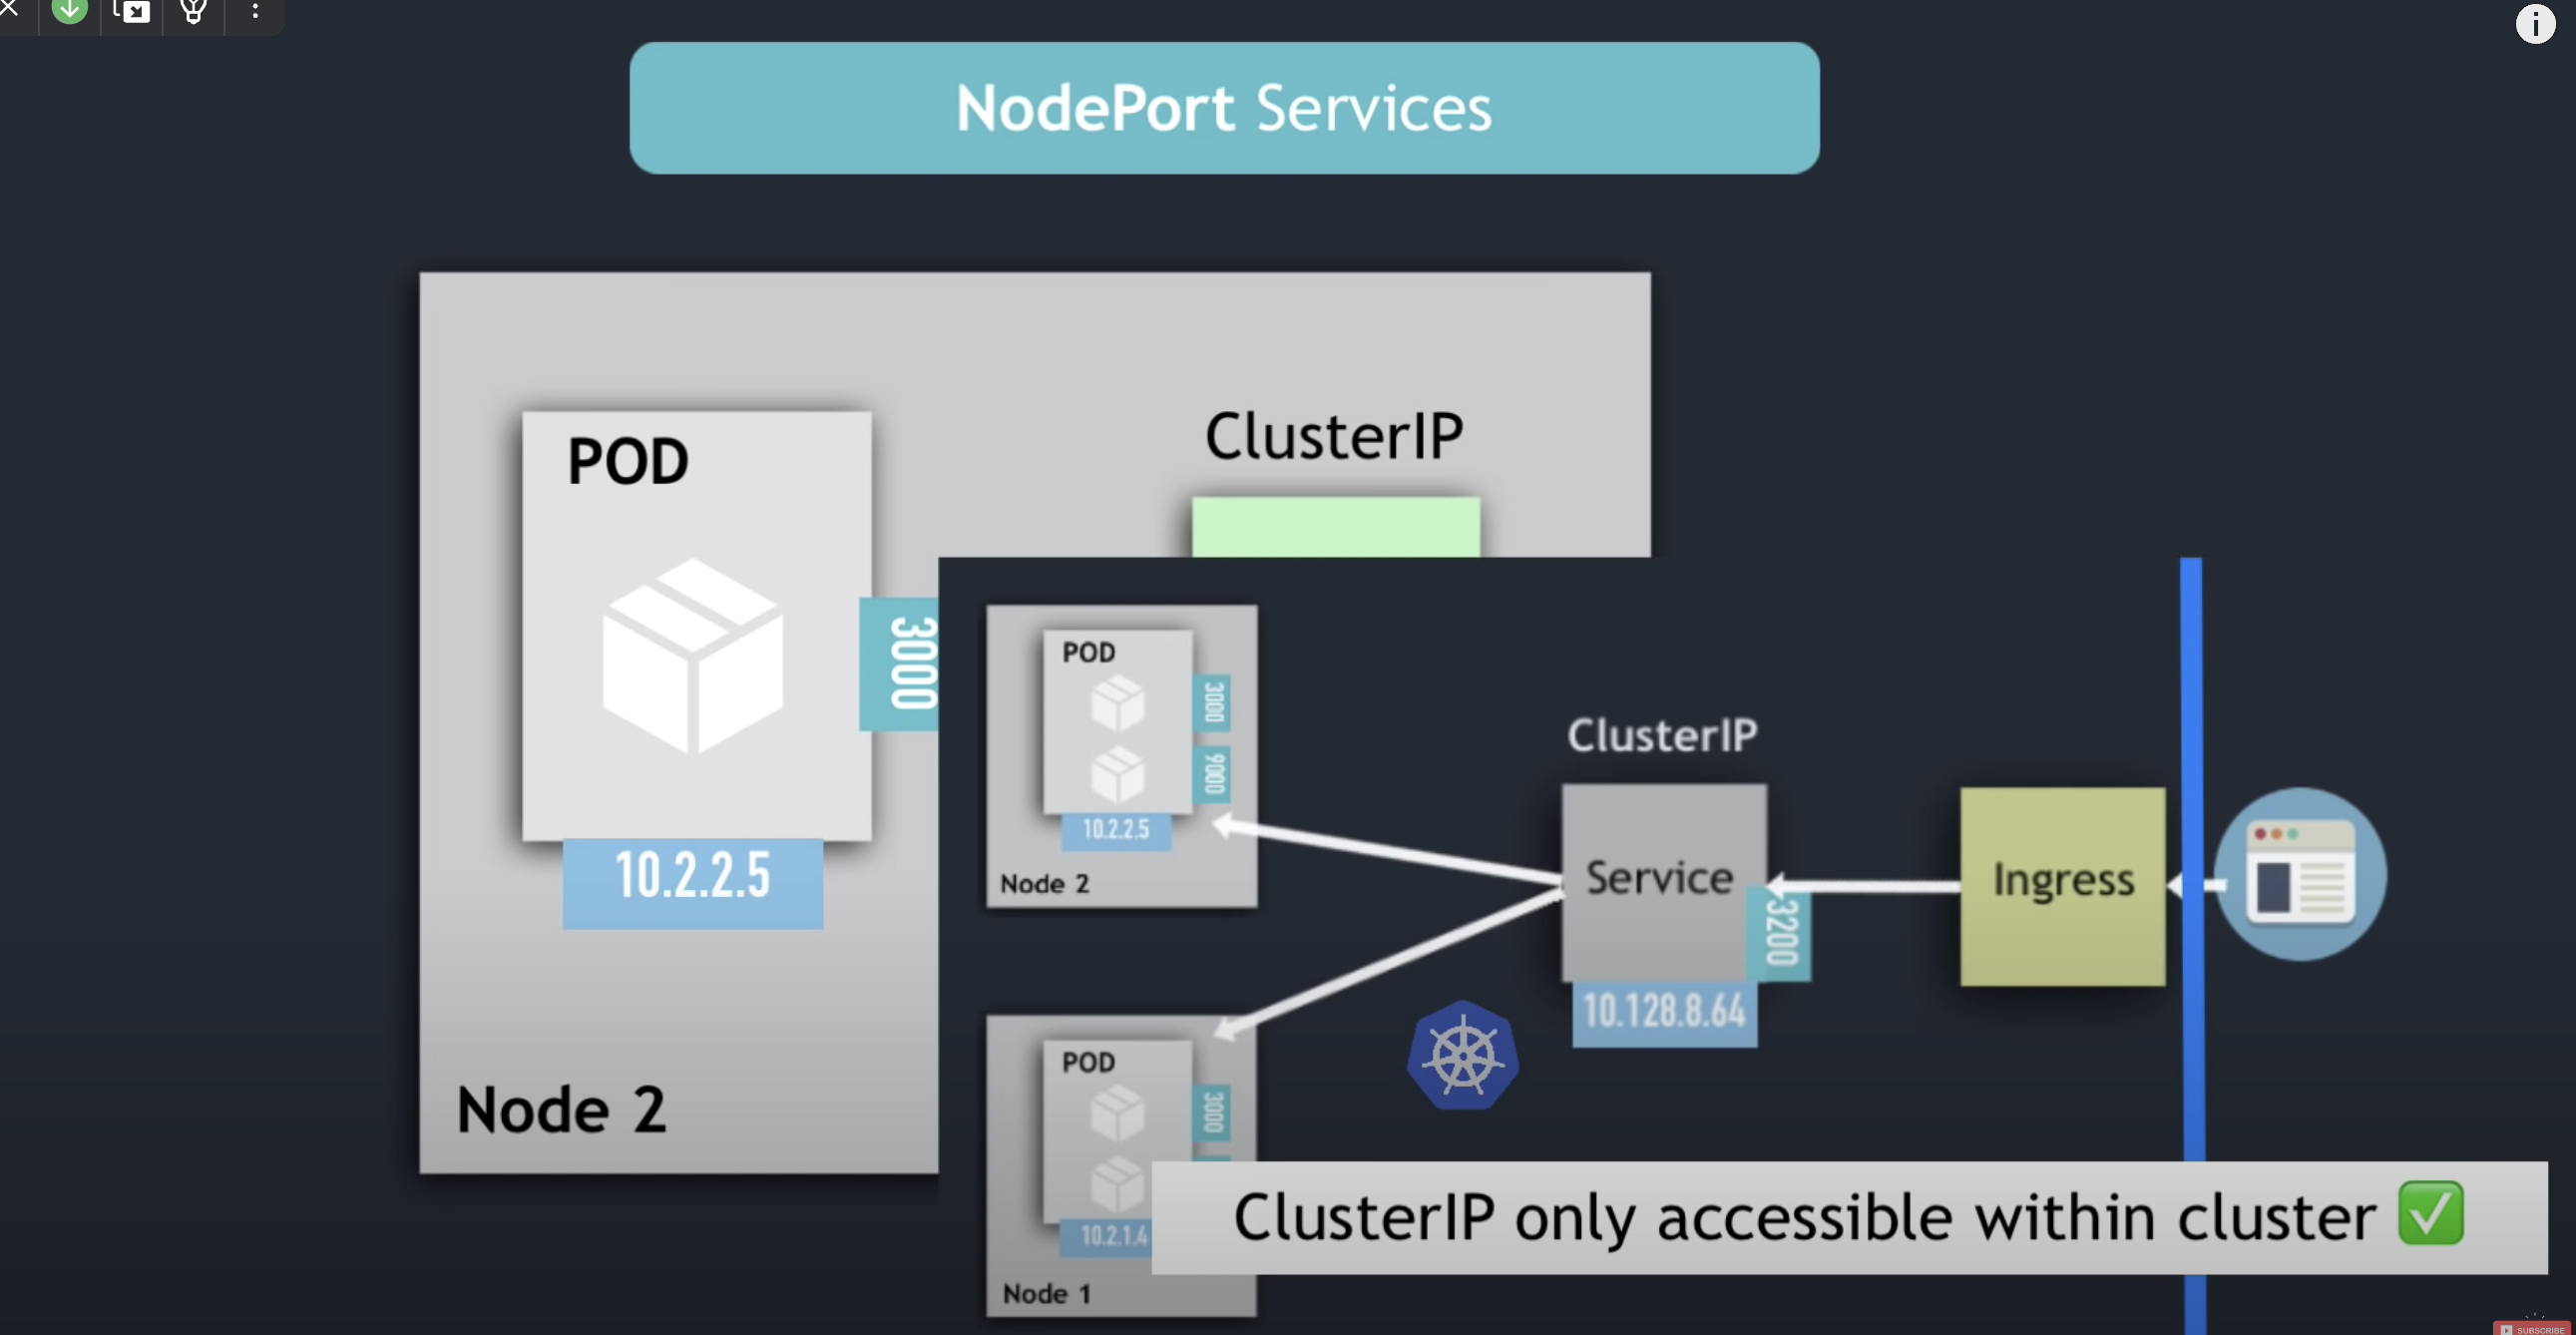 NodePort Services
POD
ClusterIP
3000
10.2.2.5
Node 2
POD
3000
9000
10.2.2.5
Node 2
ClusterIP
Service
3200
10.128.8.64
Ingress
POD
3000
10.2.1.4
Node 1
ClusterIP only accessible within cluster ✅
SUBSCRIBE